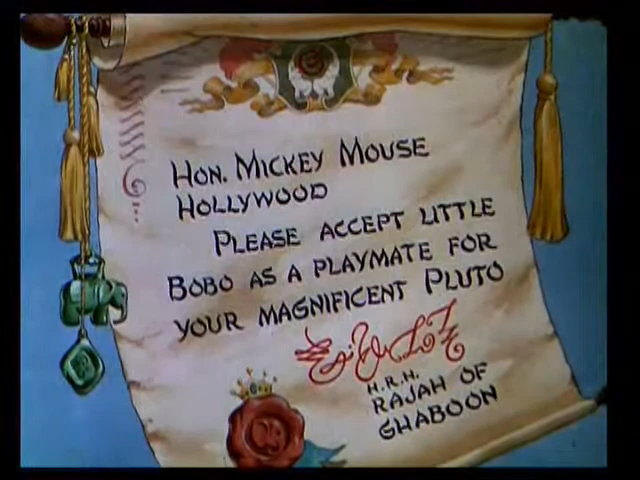 Hon. Mickey Mouse
Hollywood
Please accept little
Bobo as a playmate for
your magnificent Pluto
H.R.H.
Rajah of
Ghaboon